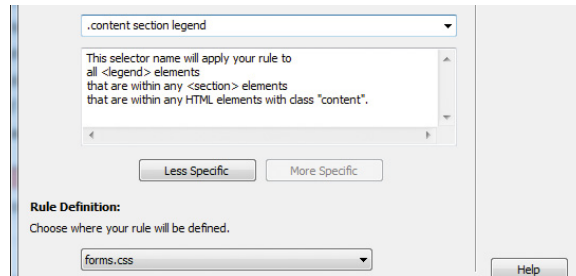 .content section legend
This selector name will apply your rule to
all <legend> elements
that are within any <section> elements
that are within any HTML elements with class "content".
Less Specific
More Specific
Rule Definition:
Choose where your rule will be defined.
forms.css
Help